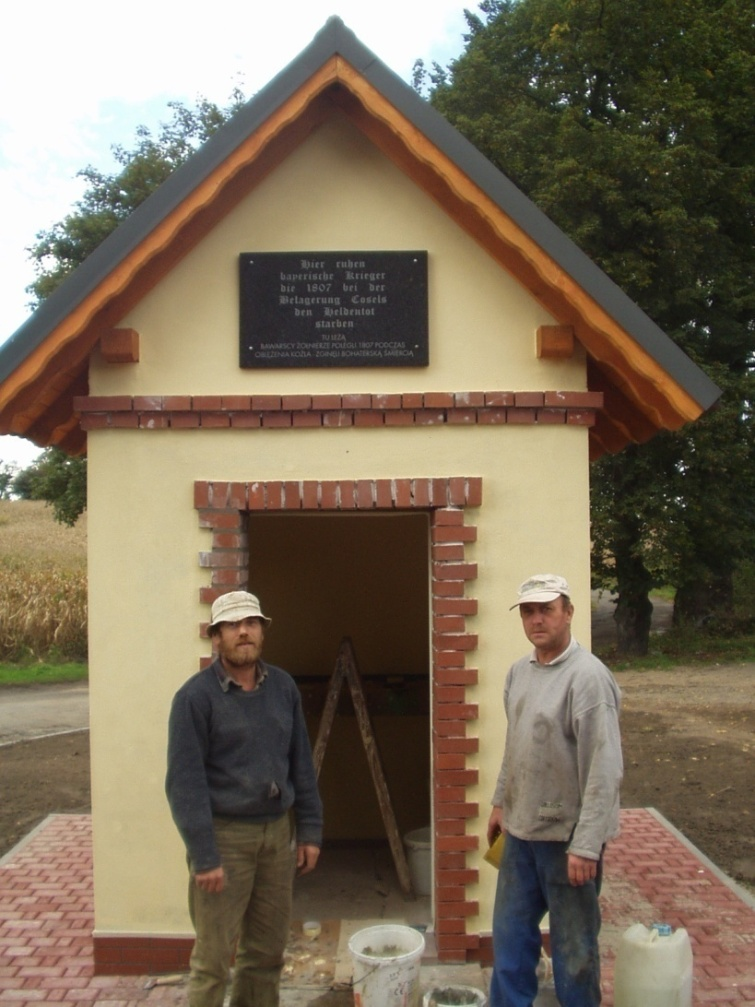 Hier ruhen
bayerische Krieger
die 1807 bei der
Belagerung Cosels
den Heldentot
starben
TU LEŻĄ
BAWARSCY ŻOŁNIERZE POLEGLI 1807 PODCZAS
OBLĘŻENIA KOŹLA - ZGINĘLI BOHATERSKĄ ŚMIERCIĄ